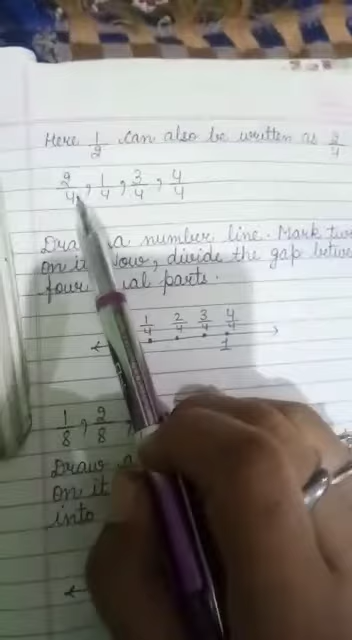 Here 1/2 can also be written as 2/4
2/4, 1/4, 3/4, 4/4
a number line. Mark two
on it. Now, divide the gap betwe
four equal parts.
1/4 2/4 3/4 4/4
1
1/8, 2/8,
Draw a
on it
into